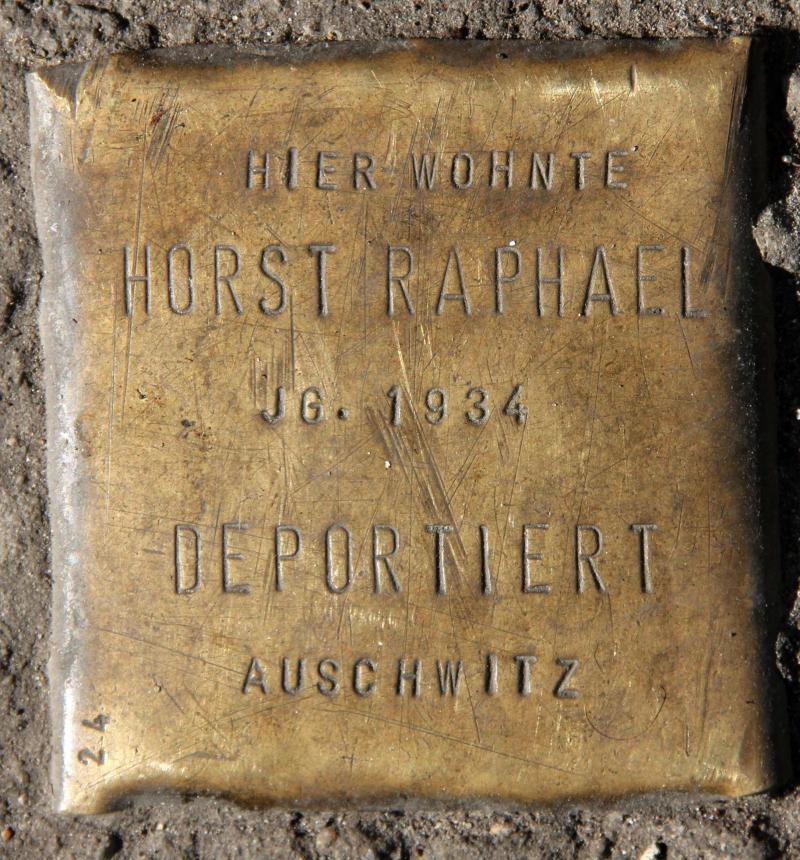 HIER WOHNTE
HORST RAPHAEL
JG. 1934
DEPORTIERT
AUSCHWITZ
24